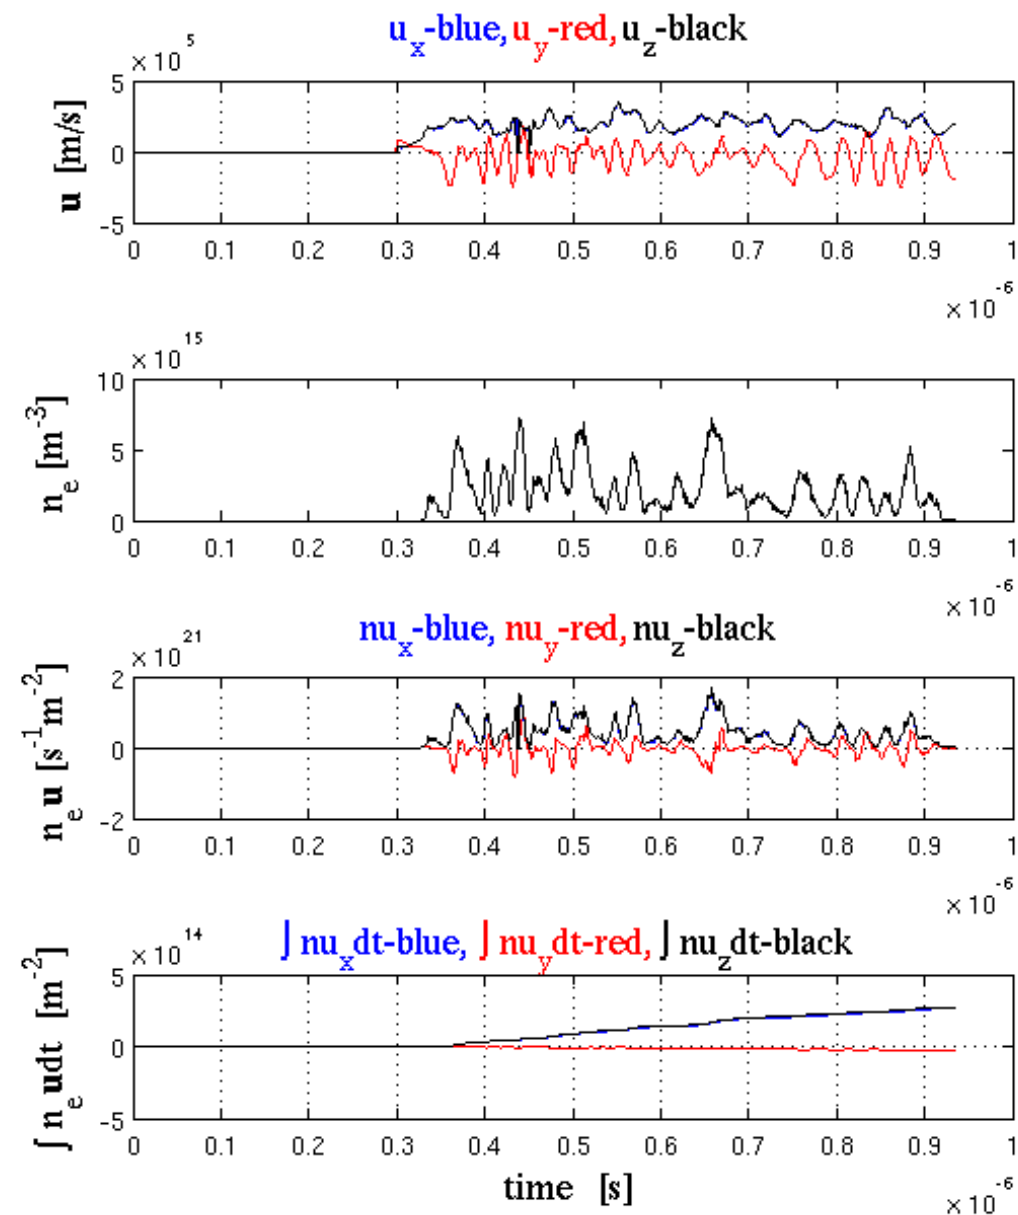 u_x-blue, u_y-red, u_z-black
× 10^5
5
0
-5
u [m/s]
0 0.1 0.2 0.3 0.4 0.5 0.6 0.7 0.8 0.9 1
× 10^-6
× 10^15
10
5
0
n_e [m^-3]
0 0.1 0.2 0.3 0.4 0.5 0.6 0.7 0.8 0.9 1
× 10^-6
nu_x-blue, nu_y-red, nu_z-black
× 10^21
2
0
-2
n_e u [s^-1 m^-2]
0 0.1 0.2 0.3 0.4 0.5 0.6 0.7 0.8 0.9 1
× 10^-6
∫ nu_x dt-blue, ∫ nu_y dt-red, ∫ nu_z dt-black
× 10^14
5
0
-5
∫ n_e udt [m^-2]
0 0.1 0.2 0.3 0.4 0.5 0.6 0.7 0.8 0.9 1
time [s]
× 10^-6